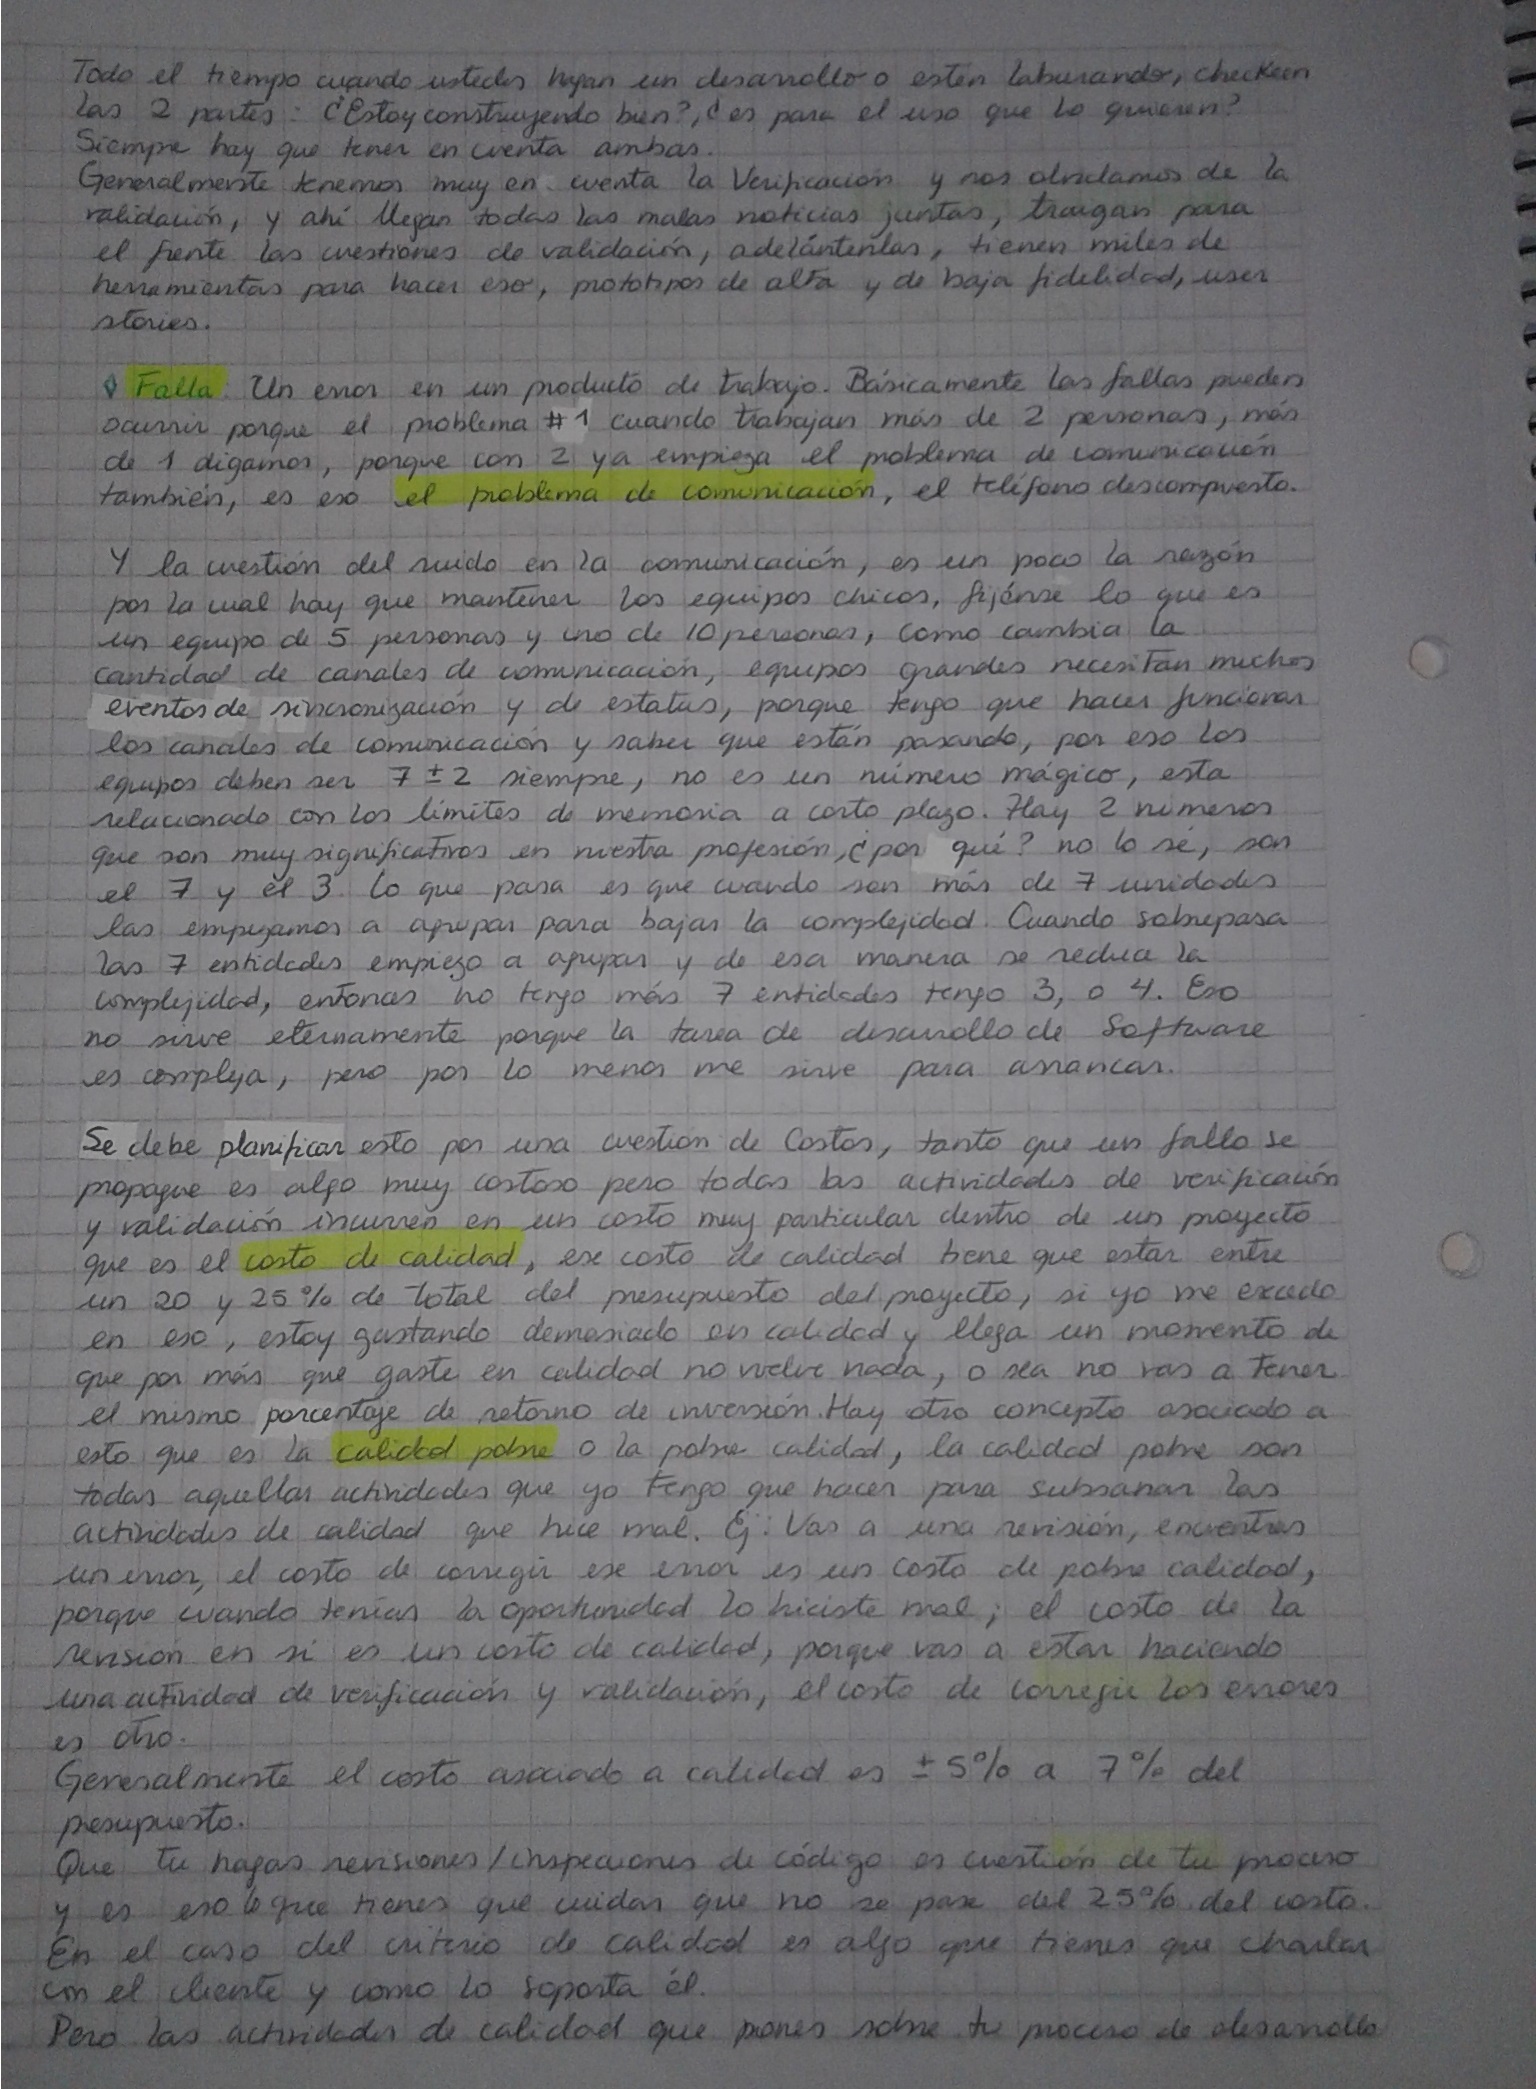 Todo el tiempo cuando ustedes hagan un desarrollo o esten laburando, checkeen
las 2 partes: ¿Estoy construyendo bien?, ¿es para el uso que lo quieren?
Siempre hay que tener en cuenta ambas.
Generalmente tenemos muy en cuenta la Verificación y nos olvidamos de la
validación, y ahí llegan todas las malas noticias juntas, traigan para
el frente las cuestiones de validación, adelántenlas, tienen miles de
herramientas para hacer eso, prototipos de alta y de baja fidelidad, user
stories.
Falla: Un error en un producto de trabajo. Básicamente las fallas pueden
ocurrir porque el problema #1 cuando trabajan más de 2 personas, más
de 1 digamos, porque con 2 ya empieza el problema de comunicación
también, es eso el problema de comunicación, el teléfono descompuesto.
Y la cuestión del ruido en la comunicación, es un poco la razón
por la cual hay que mantener los equipos chicos, fijénse lo que es
un equipo de 5 personas y uno de 10 personas, como cambia la
cantidad de canales de comunicación, equipos grandes necesitan muchos
eventos de sincronización y de estatus, porque tengo que hacer funcionar
los canales de comunicación y saber que están pasando, por eso los
equipos deben ser 7 ± 2 siempre, no es un número mágico, esta
relacionado con los límites de memoria a corto plazo. Hay 2 números
que son muy significativos en nuestra profesión, ¿por qué? no lo sé, son
el 7 y el 3. Lo que pasa es que cuando son más de 7 unidades
las empezamos a agrupar para bajar la complejidad. Cuando sobrepasa
las 7 entidades empiezo a agrupar y de esa manera se reduce la
complejidad, entonces no tengo más 7 entidades tengo 3, o 4. Eso
no sirve eternamente porque la tarea de desarrollo de Software
es compleja, pero por lo menos me sirve para arrancar.
Se debe planificar esto por una cuestion de Costos, tanto que un fallo se
propague es algo muy costoso pero todas las actividades de verificación
y validación incurren en un costo muy particular dentro de un proyecto
que es el costo de calidad, ese costo de calidad tiene que estar entre
un 20 y 25% de total del presupuesto del proyecto, si yo me excedo
en eso, estoy gastando demasiado en calidad y llega un momento de
que por más que gaste en calidad no vuelve nada, o sea no vas a tener
el mismo porcentaje de retorno de inversión. Hay otro concepto asociado a
esto que es la calidad pobre o la pobre calidad, la calidad pobre son
todas aquellas actividades que yo tengo que hacer para subsanar las
actividades de calidad que hice mal. Ej: Vas a una revisión, encuentras
un error, el costo de corregir ese error es un costo de pobre calidad,
porque cuando tenías la oportunidad lo hiciste mal; el costo de la
revisión en sí es un costo de calidad, porque vas a estar haciendo
una actividad de verificación y validación, el costo de corregir los errores
es otro.
Generalmente el costo asociado a calidad es ± 5% a 7% del
presupuesto.
Que tu hagas revisiones/inspecciones de código es cuestión de tu proceso
y es eso lo que tienes que cuidar que no se pase del 25% del costo.
En el caso del criterio de calidad es algo que tienes que charlar
con el cliente y como lo soporta él.
Pero las actividades de calidad que pones sobre tu proceso de desarrollo